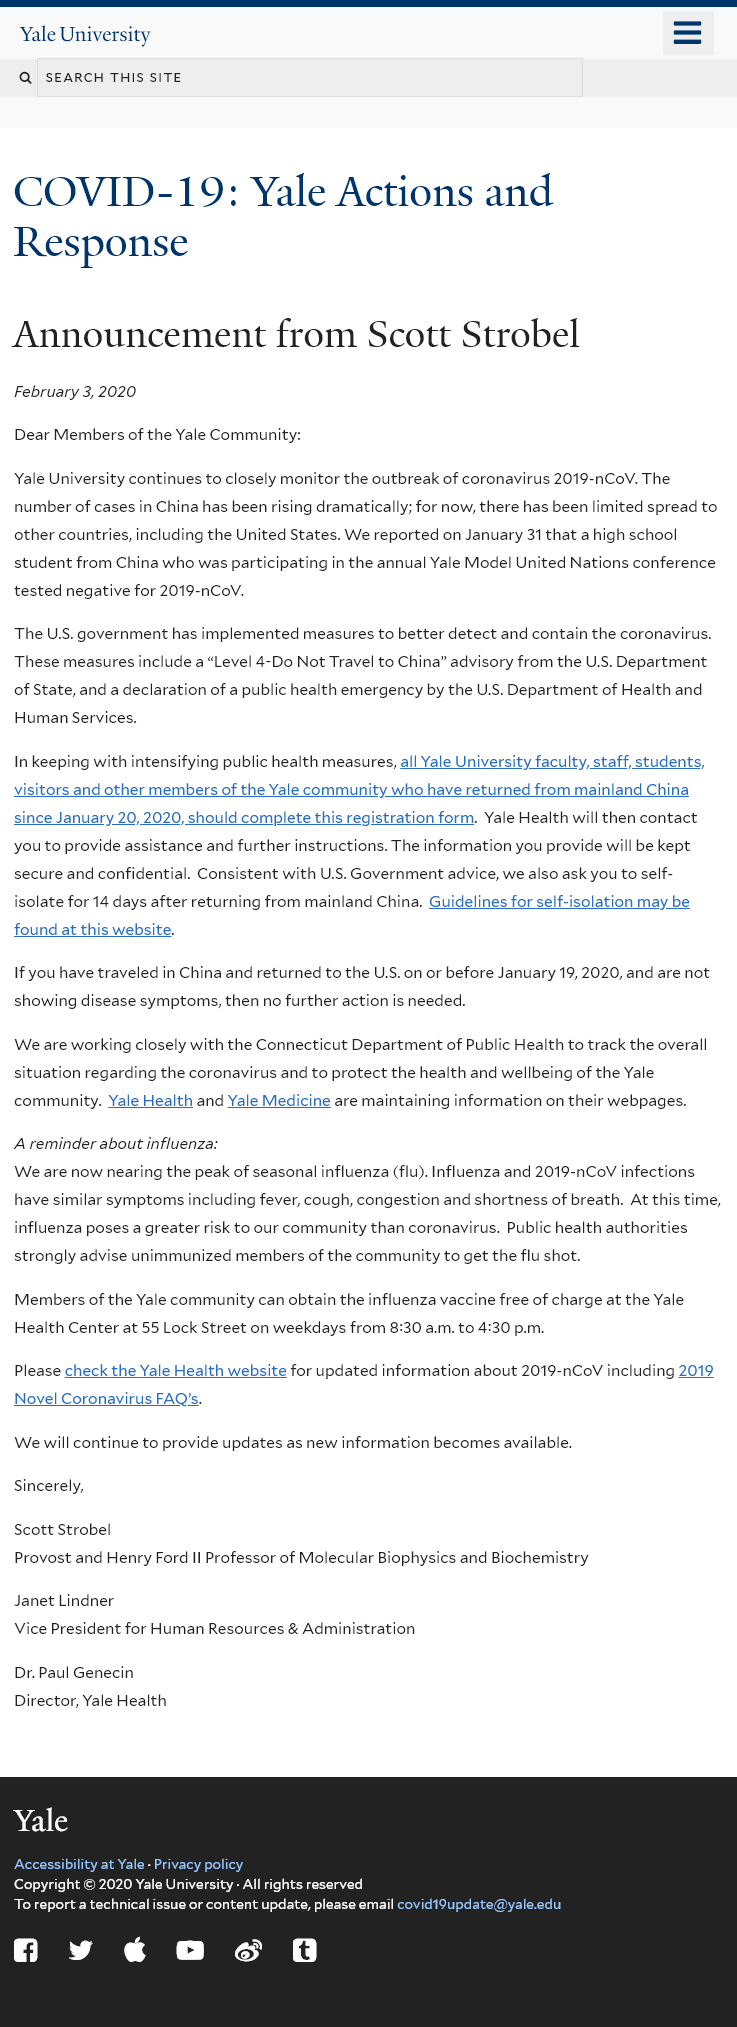 Yale University
SEARCH THIS SITE
COVID-19: Yale Actions and
Response
Announcement from Scott Strobel
February 3, 2020
Dear Members of the Yale Community:
Yale University continues to closely monitor the outbreak of coronavirus 2019-nCoV. The
number of cases in China has been rising dramatically; for now, there has been limited spread to
other countries, including the United States. We reported on January 31 that a high school
student from China who was participating in the annual Yale Model United Nations conference
tested negative for 2019-nCoV.
The U.S. government has implemented measures to better detect and contain the coronavirus.
These measures include a “Level 4-Do Not Travel to China” advisory from the U.S. Department
of State, and a declaration of a public health emergency by the U.S. Department of Health and
Human Services.
In keeping with intensifying public health measures, all Yale University faculty, staff, students,
visitors and other members of the Yale community who have returned from mainland China
since January 20, 2020, should complete this registration form.  Yale Health will then contact
you to provide assistance and further instructions. The information you provide will be kept
secure and confidential.  Consistent with U.S. Government advice, we also ask you to self-
isolate for 14 days after returning from mainland China.  Guidelines for self-isolation may be
found at this website.
If you have traveled in China and returned to the U.S. on or before January 19, 2020, and are not
showing disease symptoms, then no further action is needed.
We are working closely with the Connecticut Department of Public Health to track the overall
situation regarding the coronavirus and to protect the health and wellbeing of the Yale
community.  Yale Health and Yale Medicine are maintaining information on their webpages.
A reminder about influenza:
We are now nearing the peak of seasonal influenza (flu). Influenza and 2019-nCoV infections
have similar symptoms including fever, cough, congestion and shortness of breath.  At this time,
influenza poses a greater risk to our community than coronavirus.  Public health authorities
strongly advise unimmunized members of the community to get the flu shot.
Members of the Yale community can obtain the influenza vaccine free of charge at the Yale
Health Center at 55 Lock Street on weekdays from 8:30 a.m. to 4:30 p.m.
Please check the Yale Health website for updated information about 2019-nCoV including 2019
Novel Coronavirus FAQ’s.
We will continue to provide updates as new information becomes available.
Sincerely,
Scott Strobel
Provost and Henry Ford II Professor of Molecular Biophysics and Biochemistry
Janet Lindner
Vice President for Human Resources & Administration
Dr. Paul Genecin
Director, Yale Health
Yale
Accessibility at Yale · Privacy policy
Copyright © 2020 Yale University · All rights reserved
To report a technical issue or content update, please email covid19update@yale.edu